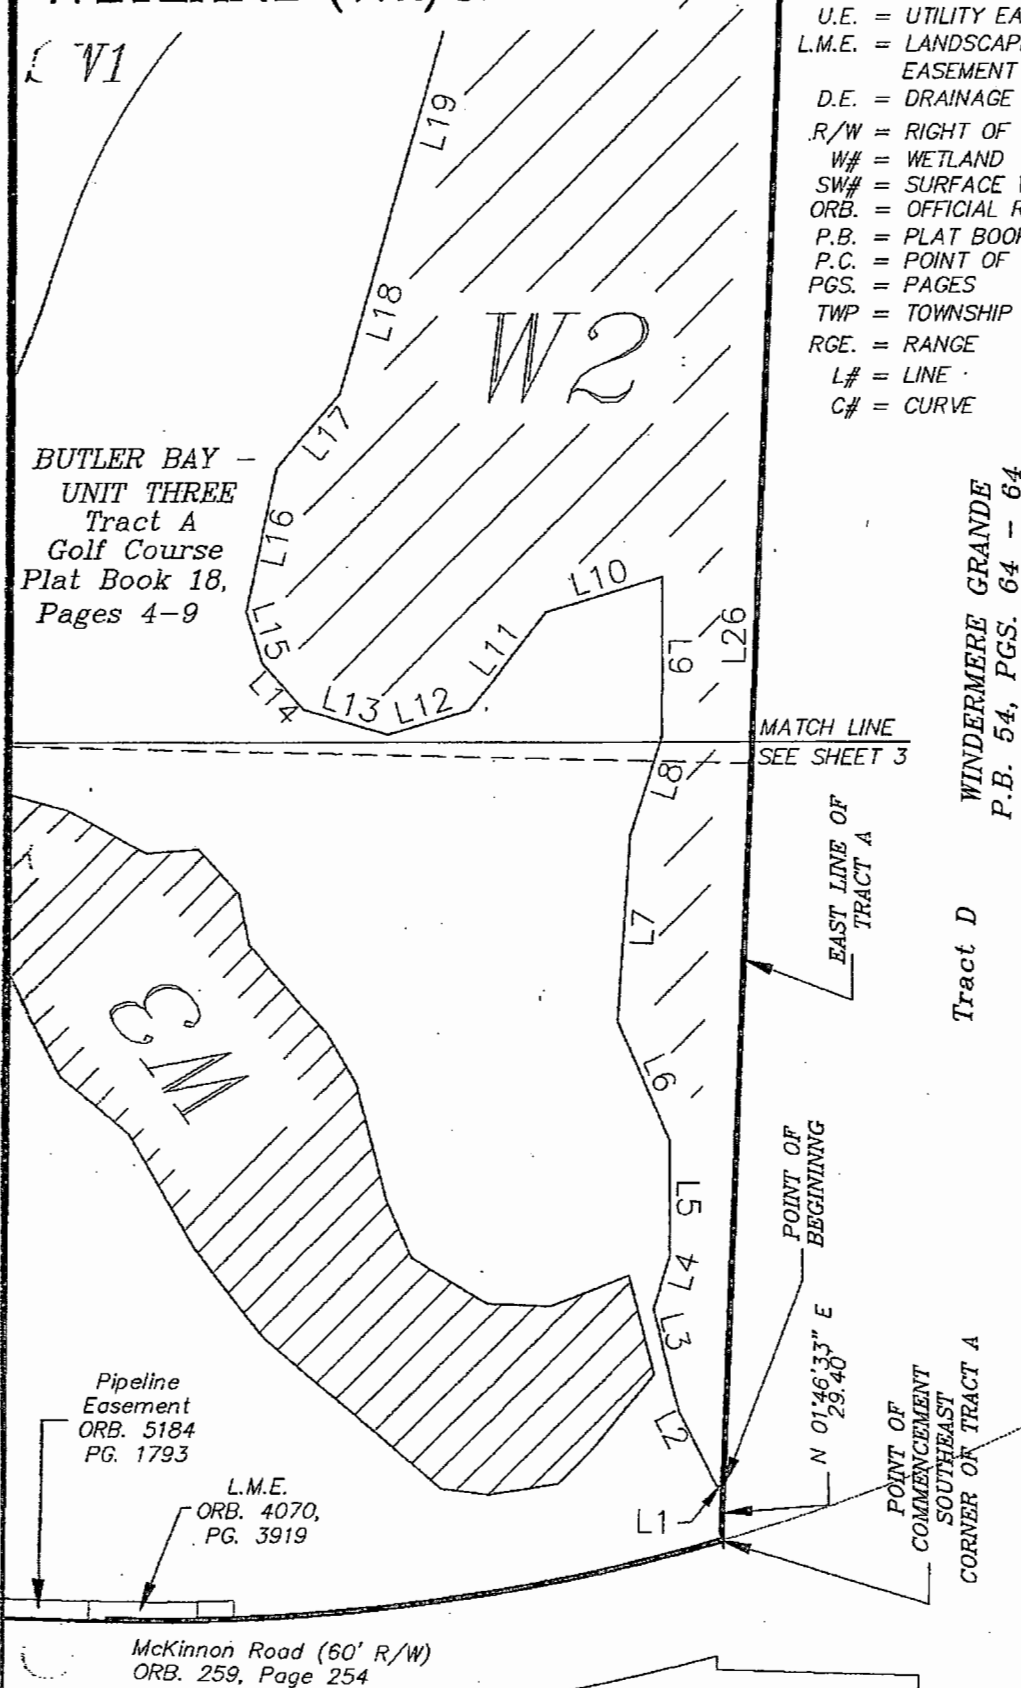 W1
U.E. = UTILITY
L.M.E. =
EASEMENT
D.E. = DRAINAGE
R/W = RIGHT OF
W# = WETLAND
SW# = SURFACE
ORB. = OFFICIAL
P.B. = PLAT BOOK
P.C. = POINT OF
PGS. = PAGES
TWP = TOWNSHIP
RGE. = RANGE
L# = LINE
C# = CURVE
L19
L18
W2
L17
BUTLER BAY -
UNIT THREE
Tract A
Golf Course
Plat Book 18,
Pages 4-9
L16
L15
L14
L13
L12
L11
L10
L9
L26
WINDERMERE GRANDE
P.B. 54, PGS. 64 - 64
MATCH LINE
SEE SHEET 3
L8
L7
EAST LINE OF
TRACT A
Tract D
W3
L6
L5
L4
L3
L2
L1
POINT OF
BEGININNG
N 01°46'33" E
29.40'
POINT OF
COMMENCEMENT
SOUTHEAST
CORNER OF TRACT A
Pipeline
Easement
ORB. 5184
PG. 1793
L.M.E.
ORB. 4070,
PG. 3919
McKinnon Road (60' R/W)
ORB. 259, Page 254